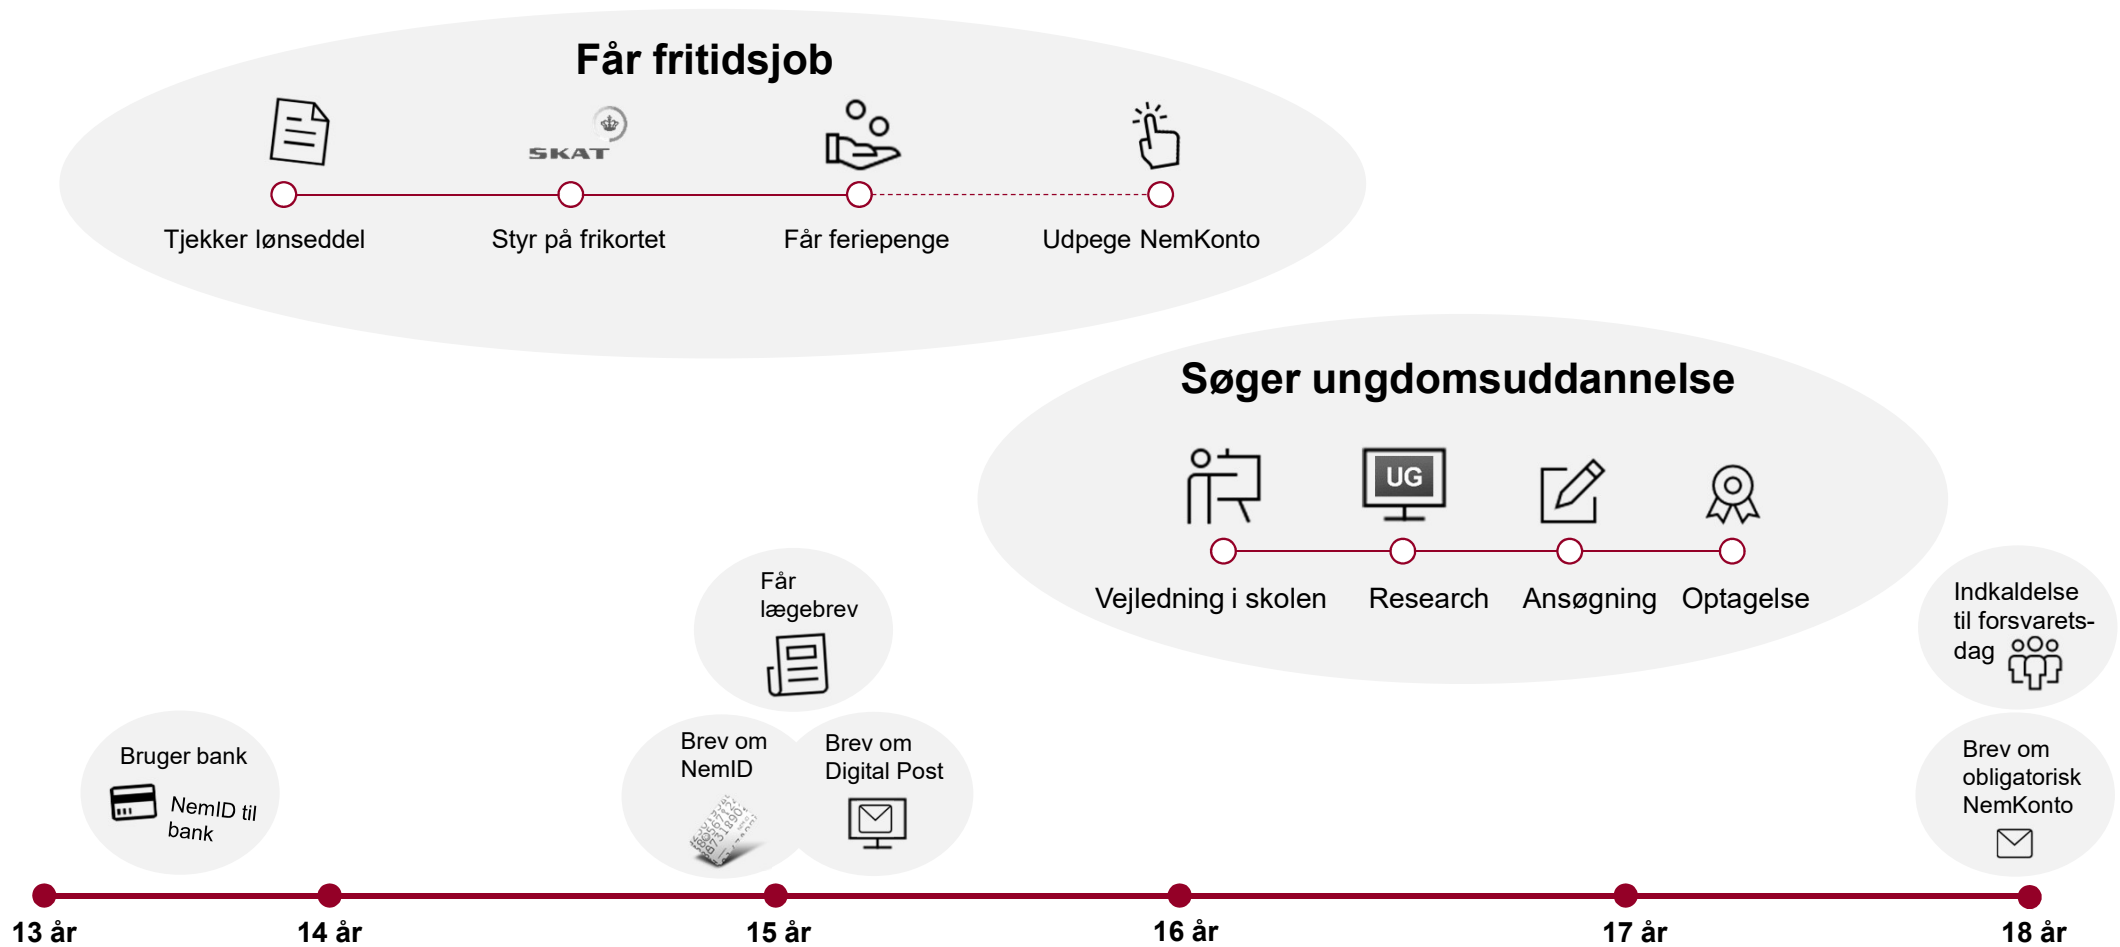 Får fritidsjob
SKAT
Tjekker lønseddel
Styr på frikortet
Får feriepenge
Udpege NemKonto
Søger ungdomsuddannelse
UG
Vejledning i skolen
Research
Ansøgning
Optagelse
Får
lægebrev
Indkaldelse
til forsvarets-
dag
Bruger bank
NemID til
bank
Brev om
NemID
Brev om
Digital Post
Brev om
obligatorisk
NemKonto
13 år
14 år
15 år
16 år
17 år
18 år